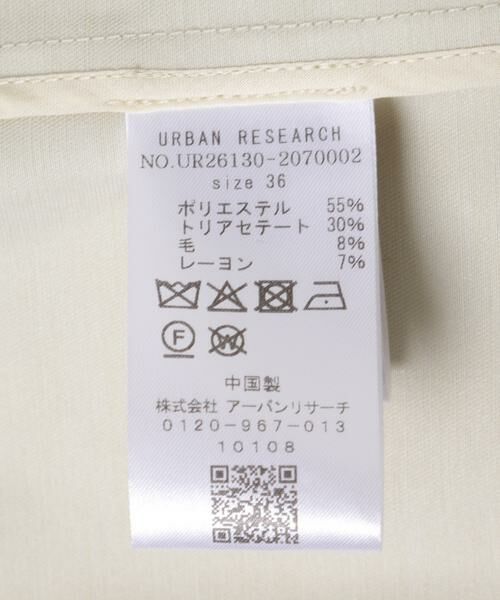 URBAN RESEARCH
NO.UR26130-2070002
size 36
ポリエステル 55%
トリアセテート 30%
毛 8%
レーヨン 7%
F W
中国製
株式会社 アーバンリサーチ
0120-967-013
10108